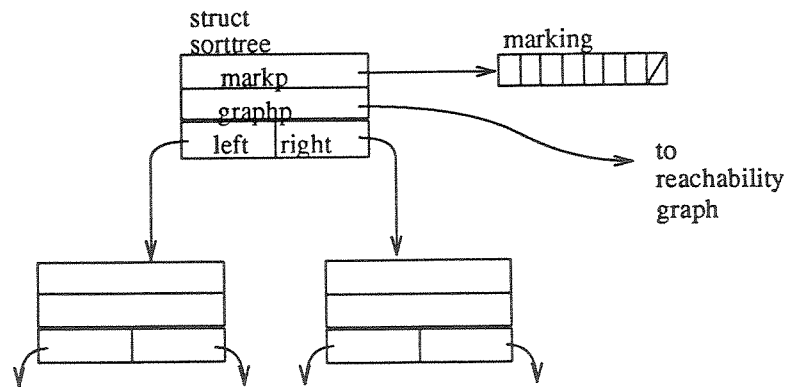 struct
sorttree
marking
markp
graphp
left
right
to
reachability
graph